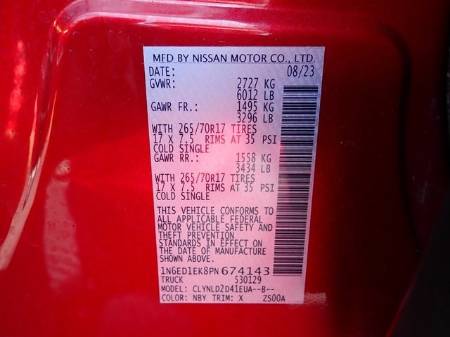 MFD BY NISSAN MOTOR CO., LTD.
DATE: 08/23
GVWR: 2727 KG
6012 LB
GAWR FR.: 1495 KG
3296 LB
WITH 265/70R17 TIRES
17 X 7.5 RIMS AT 35 PSI
COLD SINGLE
GAWR RR.: 1558 KG
3434 LB
WITH 265/70R17 TIRES
17 X 7.5 RIMS AT 35 PSI
COLD SINGLE
THIS VEHICLE CONFORMS TO
ALL APPLICABLE FEDERAL
MOTOR VEHICLE SAFETY AND
THEFT PREVENTION
STANDARDS IN EFFECT ON
THE DATE OF MANUFACTURE
SHOWN ABOVE.
1N6ED1EK8PN674143
TRUCK 530129
MODEL: CLYNLD2D41EUA--B--
COLOR: NBY TRIM: X ZS00A